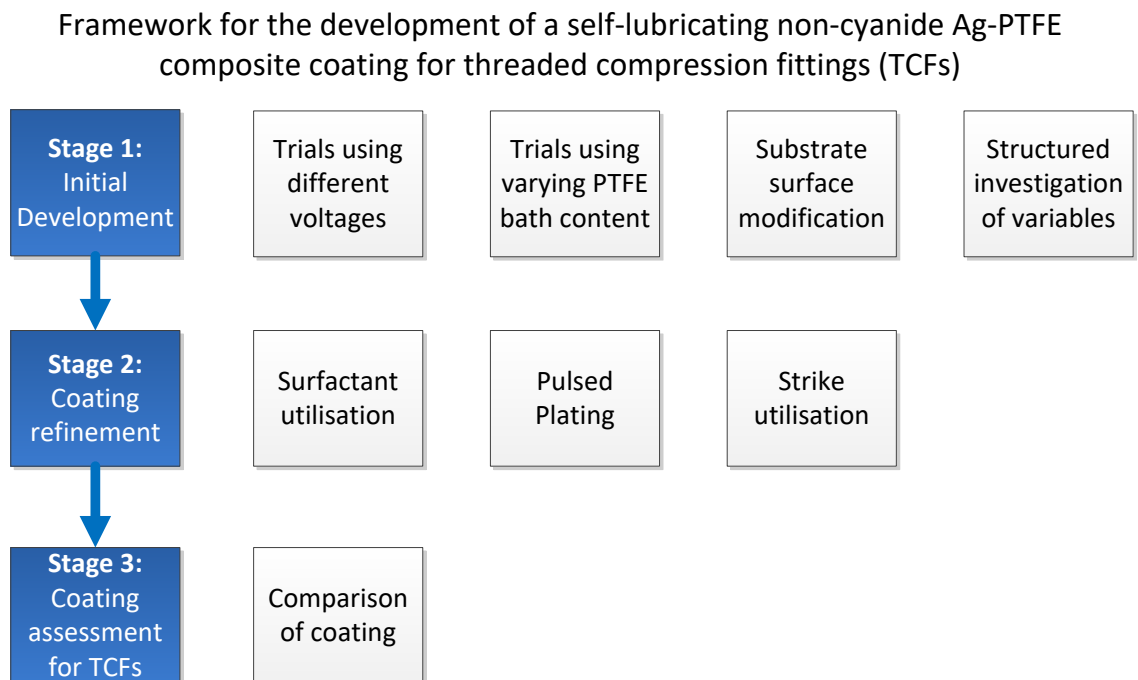 Framework for the development of a self-lubricating non-cyanide Ag-PTFE
composite coating for threaded compression fittings (TCFs)
Stage 1:
Initial
Development
Trials using
different
voltages
Trials using
varying PTFE
bath content
Substrate
surface
modification
Structured
investigation
of variables
Stage 2:
Coating
refinement
Surfactant
utilisation
Pulsed
Plating
Strike
utilisation
Stage 3:
Coating
assessment
for TCFs
Comparison
of coating